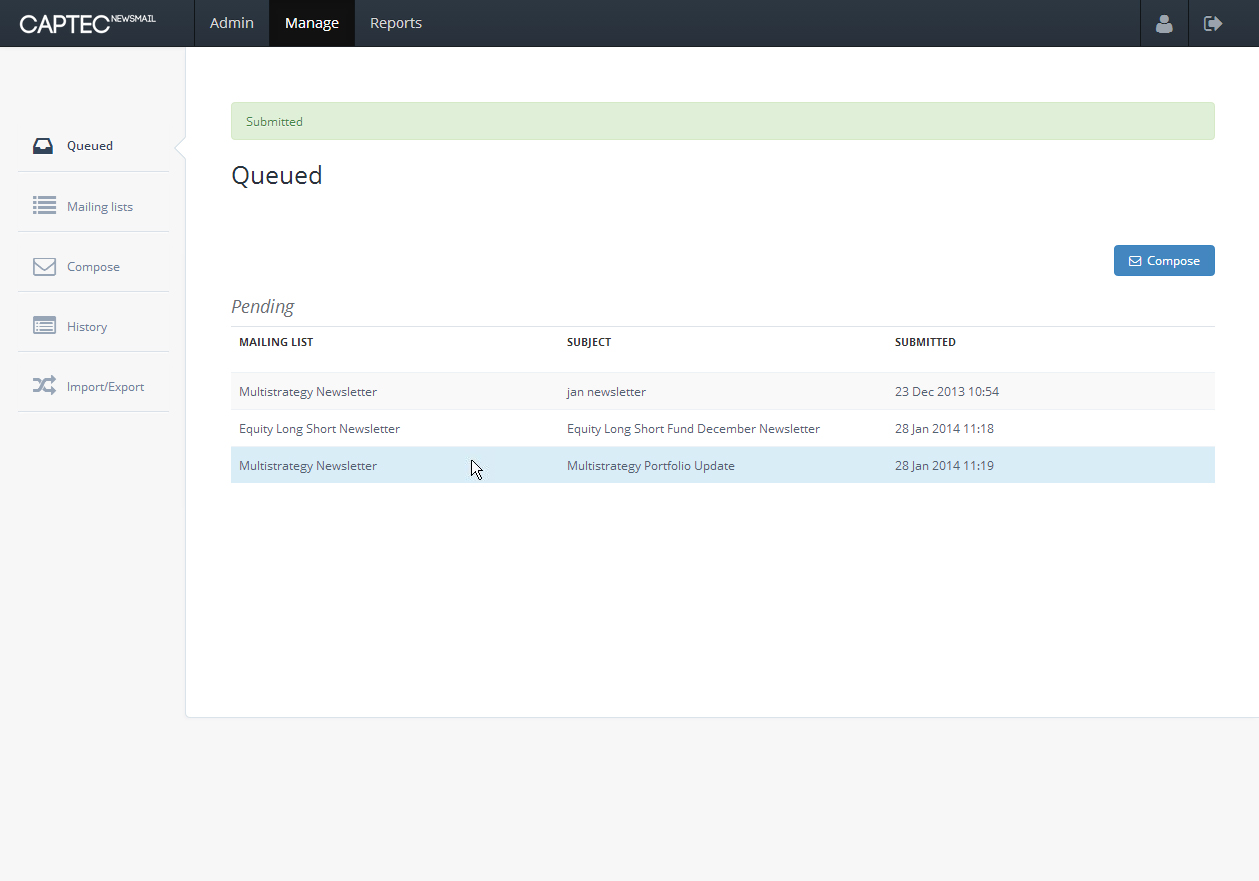 CAPTEC NEWSMAIL Admin Manage Reports
Submitted
Queued
Queued
Mailing lists
Compose
History
Import/Export
Compose
Pending
MAILING LIST SUBJECT SUBMITTED
Multistrategy Newsletter jan newsletter 23 Dec 2013 10:54
Equity Long Short Newsletter Equity Long Short Fund December Newsletter 28 Jan 2014 11:18
Multistrategy Newsletter Multistrategy Portfolio Update 28 Jan 2014 11:19